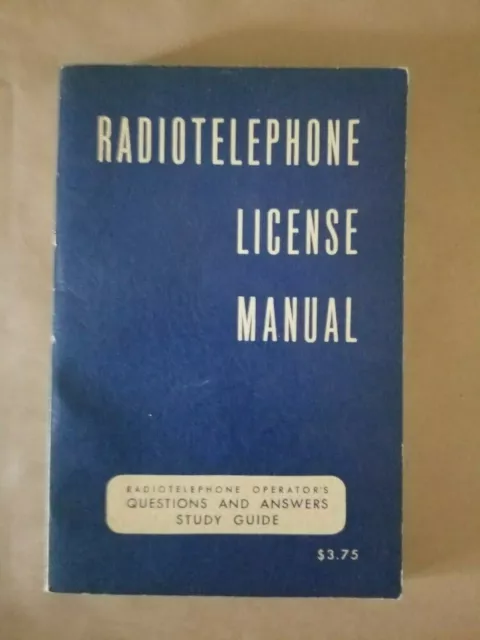 RADIOTELEPHONE
LICENSE
MANUAL
RADIOTELEPHONE OPERATOR'S
QUESTIONS AND ANSWERS
STUDY GUIDE
$3.75